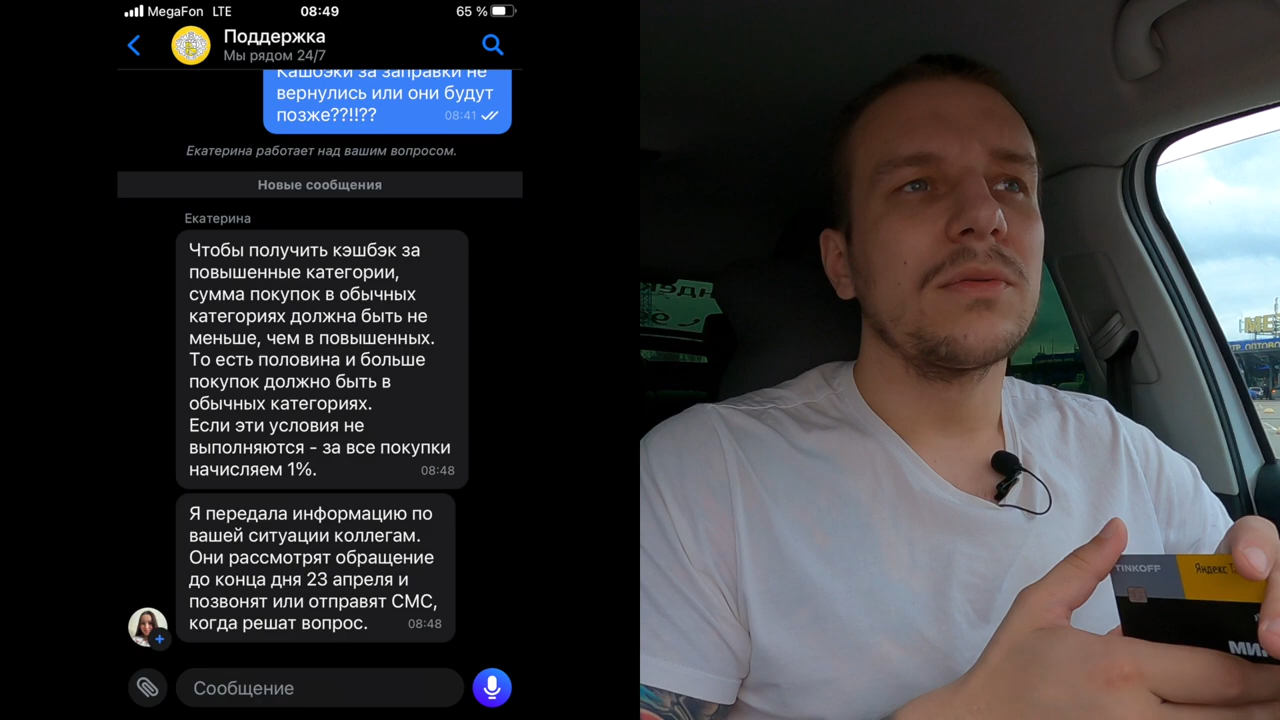 MegaFon LTE 08:49 65 %
Поддержка
Мы рядом 24/7
Кашбэки за заправки не
вернулись или они будут
позже??!!??
08:41
Екатерина работает над вашим вопросом.
Новые сообщения
Екатерина
Чтобы получить кэшбэк за
повышенные категории,
сумма покупок в обычных
категориях должна быть не
меньше, чем в повышенных.
То есть половина и больше
покупок должно быть в
обычных категориях.
Если эти условия не
выполняются - за все покупки
начисляем 1%.
08:48
Я передала информацию по
вашей ситуации коллегам.
Они рассмотрят обращение
до конца дня 23 апреля и
позвонят или отправят СМС,
когда решат вопрос.
08:48
Сообщение
TINKOFF
Яндекс